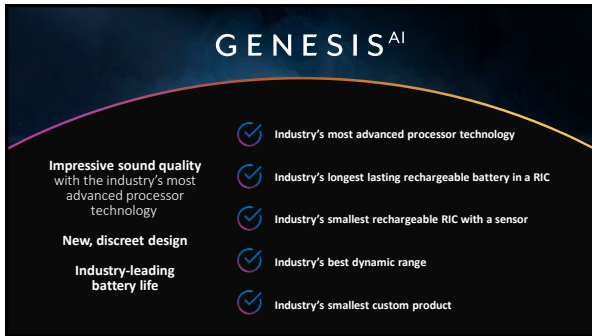 GENESIS AI
Impressive sound quality
with the industry's most
advanced processor
technology
New, discreet design
Industry-leading
battery life
Industry's most advanced processor technology
Industry's longest lasting rechargeable battery in a RIC
Industry's smallest rechargeable RIC with a sensor
Industry's best dynamic range
Industry's smallest custom product